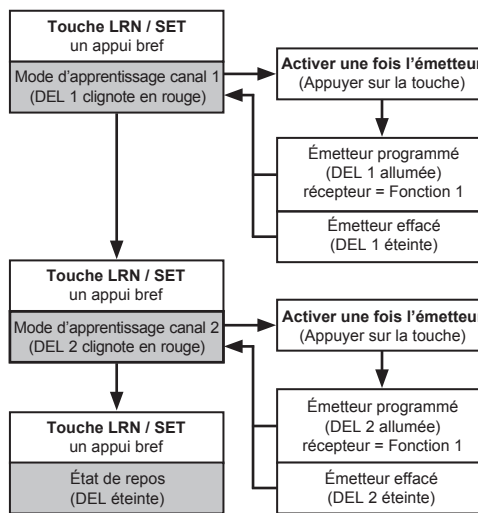 Touche LRN / SET
un appui bref
Mode d'apprentissage canal 1
(DEL 1 clignote en rouge)
Activer une fois l'émetteur
(Appuyer sur la touche)
Émetteur programmé
(DEL 1 allumée)
récepteur = Fonction 1
Émetteur effacé
(DEL 1 éteinte)
Touche LRN / SET
un appui bref
Mode d'apprentissage canal 2
(DEL 2 clignote en rouge)
Activer une fois l'émetteur
(Appuyer sur la touche)
Émetteur programmé
(DEL 2 allumée)
récepteur = Fonction 1
Émetteur effacé
(DEL 2 éteinte)
Touche LRN / SET
un appui bref
État de repos
(DEL éteinte)